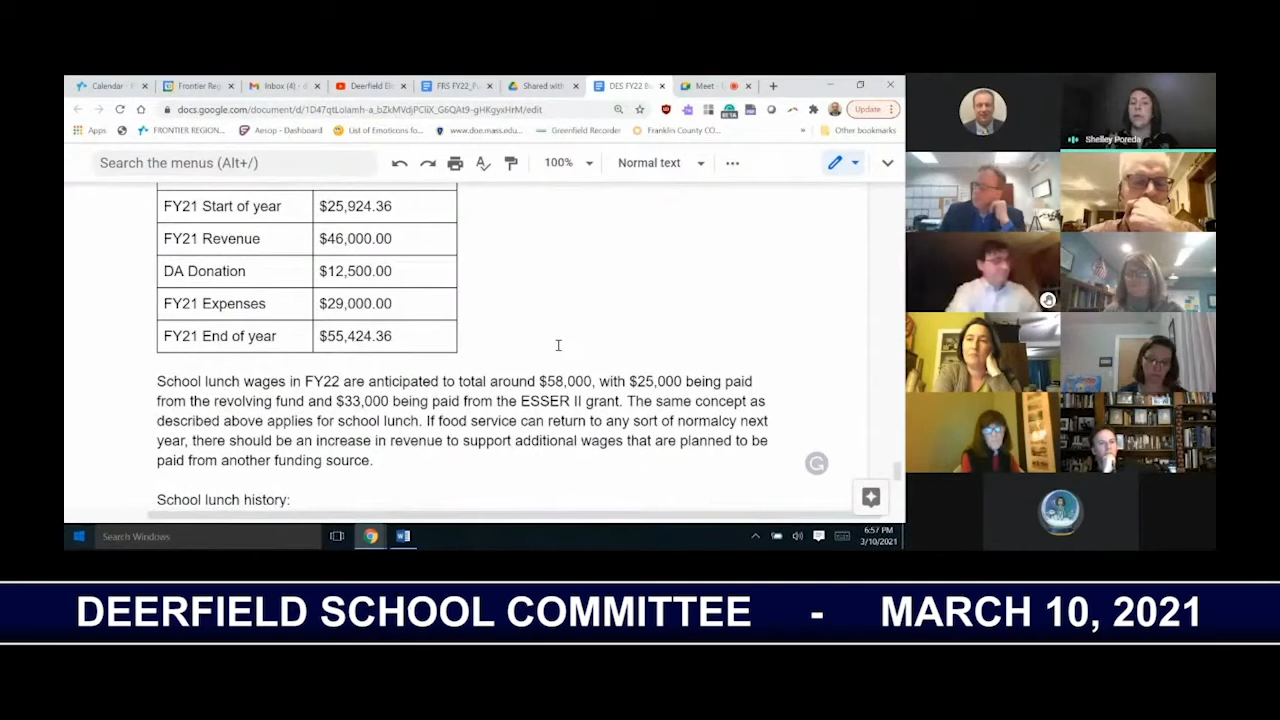 Calendar - F
Frontier Reg
Inbox (4) - d
Deerfield Ele
FRS FY22_P
Shared with
DES FY22 Bu
Meet -
docs.google.com/document/d/
/edit
Update
Apps
FRONTIER REGION...
Aesop - Dashboard
List of Emoticons fo...
www.doe.mass.edu...
Greenfield Recorder
Franklin County CO...
»
Other bookmarks
Search the menus (Alt+/)
100%
Normal text
FY21 Start of year $25,924.36
FY21 Revenue $46,000.00
DA Donation $12,500.00
FY21 Expenses $29,000.00
FY21 End of year $55,424.36
School lunch wages in FY22 are anticipated to total around $58,000, with $25,000 being paid
from the revolving fund and $33,000 being paid from the ESSER II grant. The same concept as
described above applies for school lunch. If food service can return to any sort of normalcy next
year, there should be an increase in revenue to support additional wages that are planned to be
paid from another funding source.
School lunch history:
Search Windows
6:57 PM
3/10/2021
Shelley Poreda
DEERFIELD SCHOOL COMMITTEE - MARCH 10, 2021